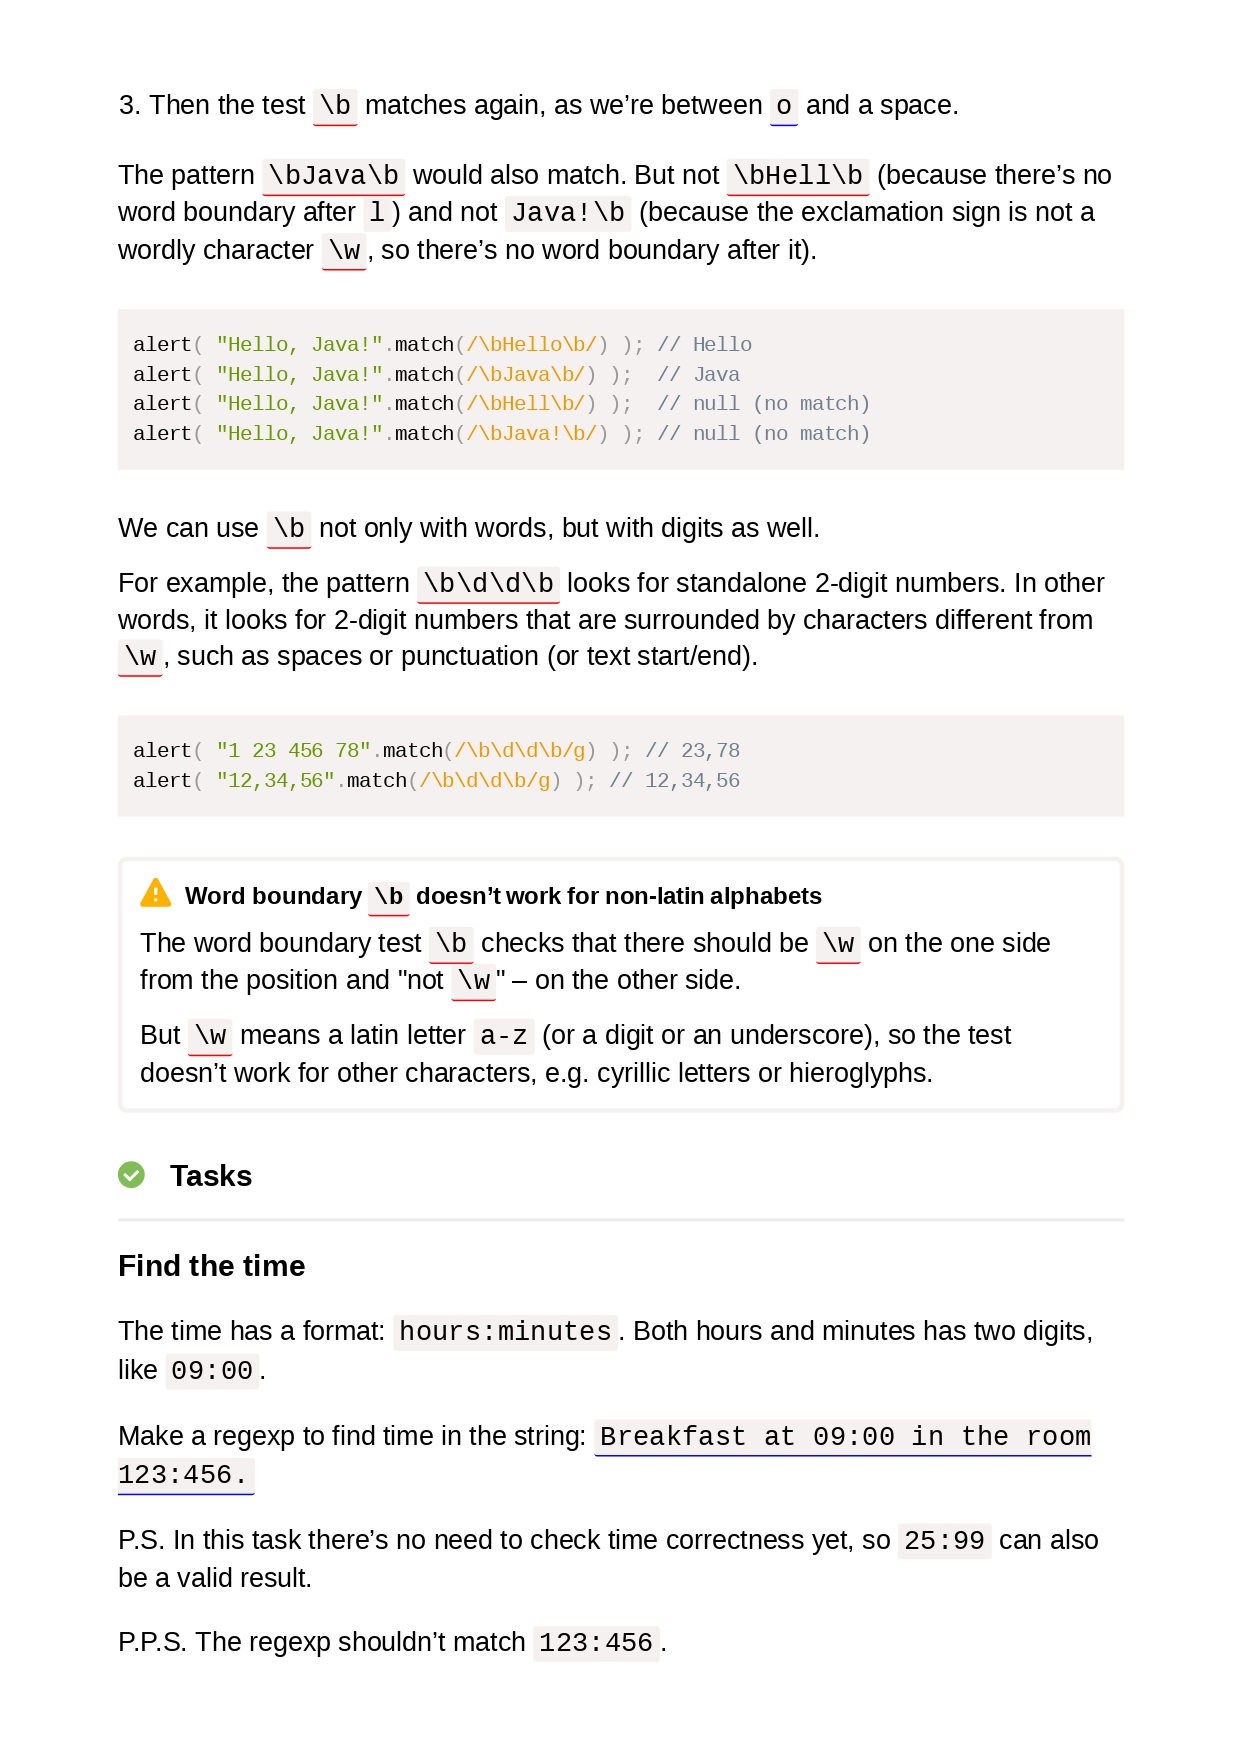 3. Then the test \b matches again, as we’re between o and a space.
The pattern \bJava\b would also match. But not \bHell\b (because there’s no
word boundary after l ) and not Java!\b (because the exclamation sign is not a
wordly character \w, so there’s no word boundary after it).
alert( "Hello, Java!".match(/\bHello\b/) ); // Hello
alert( "Hello, Java!".match(/\bJava\b/) );  // Java
alert( "Hello, Java!".match(/\bHell\b/) );  // null (no match)
alert( "Hello, Java!".match(/\bJava!\b/) ); // null (no match)
We can use \b not only with words, but with digits as well.
For example, the pattern \b\d\d\b looks for standalone 2-digit numbers. In other
words, it looks for 2-digit numbers that are surrounded by characters different from
\w, such as spaces or punctuation (or text start/end).
alert( "1 23 456 78".match(/\b\d\d\b/g) ); // 23,78
alert( "12,34,56".match(/\b\d\d\b/g) ); // 12,34,56
Word boundary \b doesn’t work for non-latin alphabets
The word boundary test \b checks that there should be \w on the one side
from the position and "not \w" – on the other side.
But \w means a latin letter a-z (or a digit or an underscore), so the test
doesn’t work for other characters, e.g. cyrillic letters or hieroglyphs.
Tasks
Find the time
The time has a format: hours:minutes. Both hours and minutes has two digits,
like 09:00.
Make a regexp to find time in the string: Breakfast at 09:00 in the room
123:456.
P.S. In this task there’s no need to check time correctness yet, so 25:99 can also
be a valid result.
P.P.S. The regexp shouldn’t match 123:456.